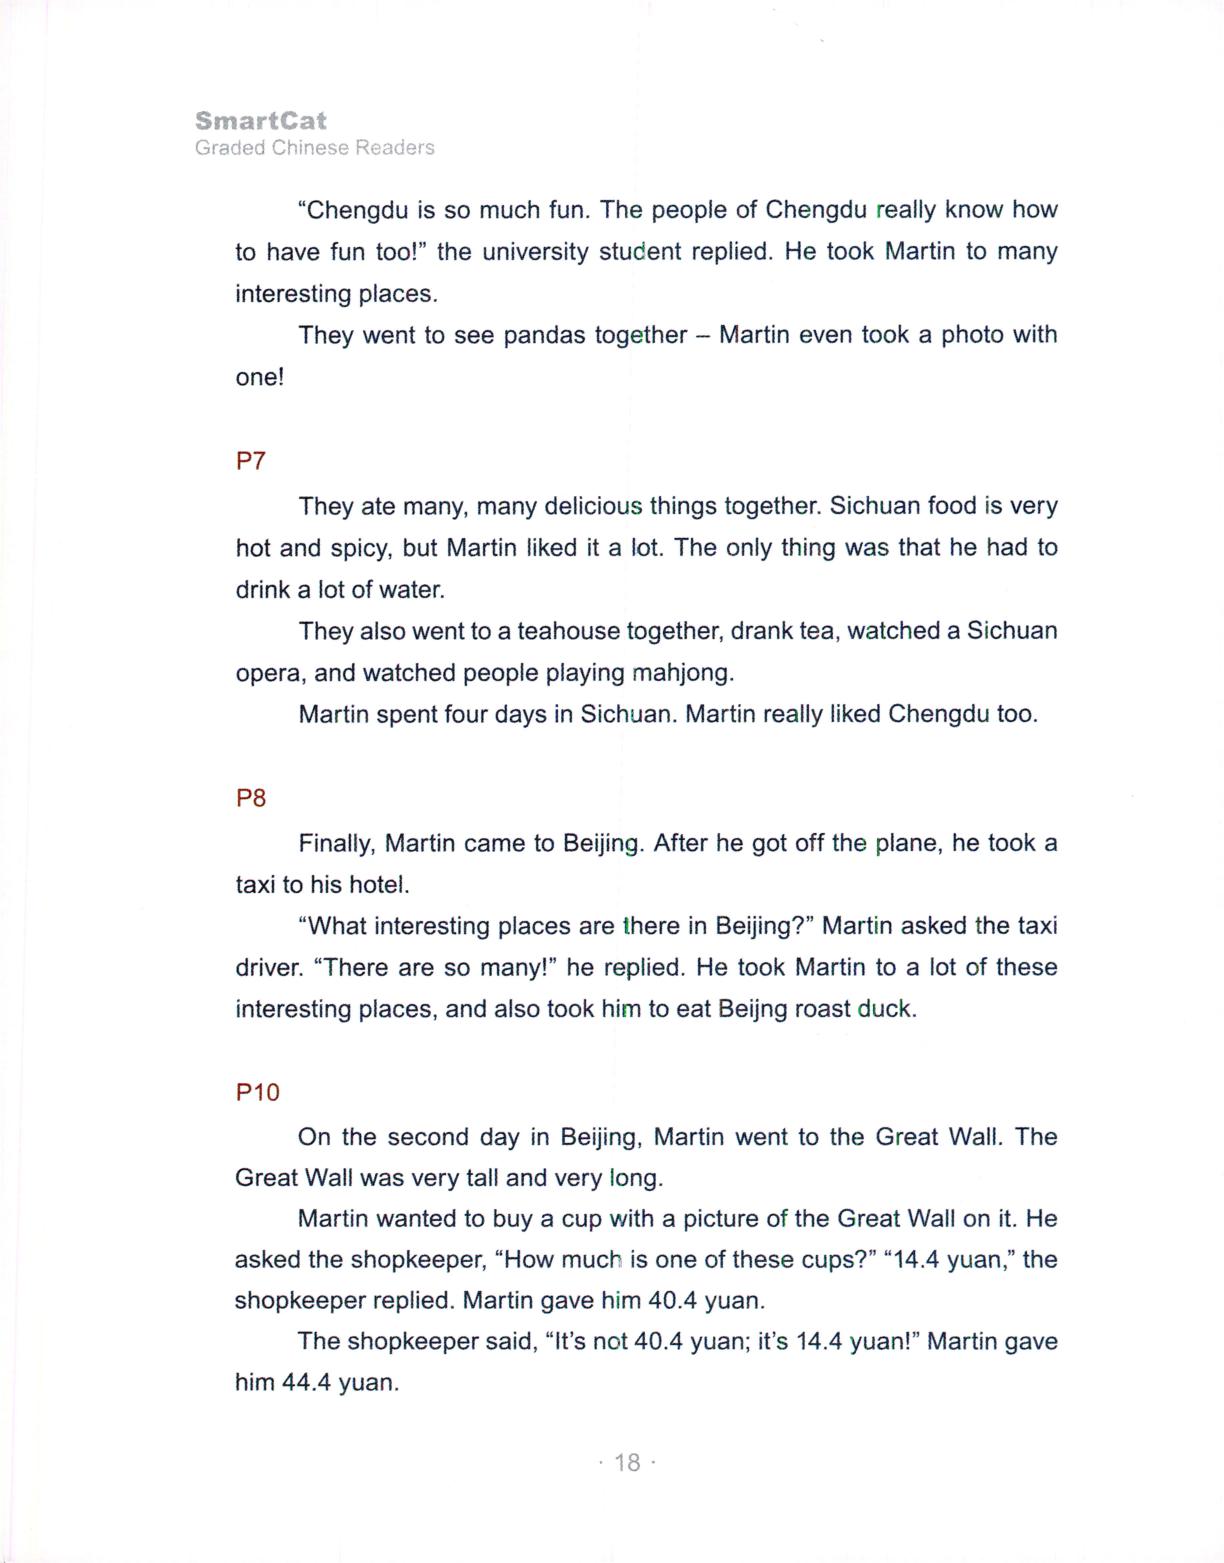 SmartCat
Graded Chinese Readers
“Chengdu is so much fun. The people of Chengdu really know how
to have fun too!” the university student replied. He took Martin to many
interesting places.
They went to see pandas together – Martin even took a photo with
one!
P7
They ate many, many delicious things together. Sichuan food is very
hot and spicy, but Martin liked it a lot. The only thing was that he had to
drink a lot of water.
They also went to a teahouse together, drank tea, watched a Sichuan
opera, and watched people playing mahjong.
Martin spent four days in Sichuan. Martin really liked Chengdu too.
P8
Finally, Martin came to Beijing. After he got off the plane, he took a
taxi to his hotel.
“What interesting places are there in Beijing?” Martin asked the taxi
driver. “There are so many!” he replied. He took Martin to a lot of these
interesting places, and also took him to eat Beijng roast duck.
P10
On the second day in Beijing, Martin went to the Great Wall. The
Great Wall was very tall and very long.
Martin wanted to buy a cup with a picture of the Great Wall on it. He
asked the shopkeeper, “How much is one of these cups?” “14.4 yuan,” the
shopkeeper replied. Martin gave him 40.4 yuan.
The shopkeeper said, “It’s not 40.4 yuan; it’s 14.4 yuan!” Martin gave
him 44.4 yuan.
· 18 ·